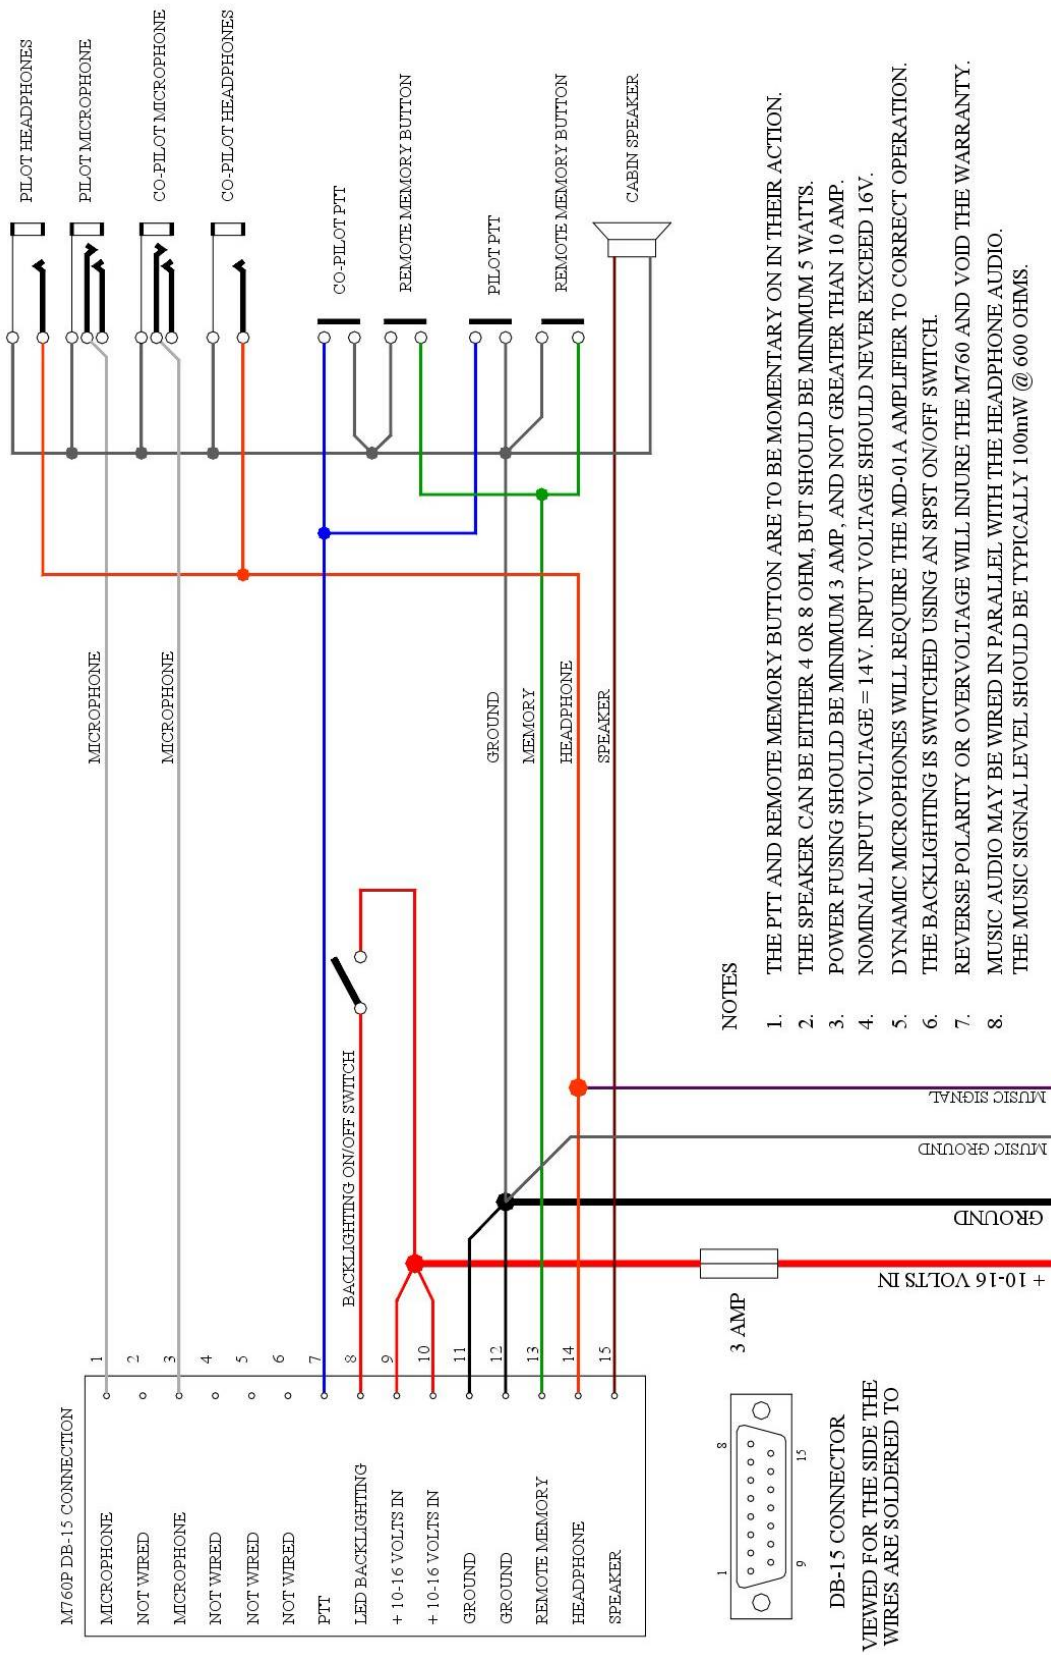 M760P DB-15 CONNECTION
MICROPHONE 1
NOT WIRED 2
MICROPHONE 3
NOT WIRED 4
NOT WIRED 5
NOT WIRED 6
PTT 7
LED BACKLIGHTING 8
+ 10-16 VOLTS IN 9
+ 10-16 VOLTS IN 10
GROUND 11
GROUND 12
REMOTE MEMORY 13
HEADPHONE 14
SPEAKER 15
BACKLIGHTING ON/OFF SWITCH
MICROPHONE
MICROPHONE
GROUND
MEMORY
HEADPHONE
SPEAKER
PILOT HEADPHONES
PILOT MICROPHONE
CO-PILOT MICROPHONE
CO-PILOT HEADPHONES
CO-PILOT PTT
REMOTE MEMORY BUTTON
PILOT PTT
REMOTE MEMORY BUTTON
CABIN SPEAKER
3 AMP
+ 10-16 VOLTS IN
GROUND
MUSIC GROUND
MUSIC SIGNAL
1
8
9
15
DB-15 CONNECTOR
VIEWED FOR THE SIDE THE
WIRES ARE SOLDERED TO
NOTES
1. THE PTT AND REMOTE MEMORY BUTTON ARE TO BE MOMENTARY ON IN THEIR ACTION.
2. THE SPEAKER CAN BE EITHER 4 OR 8 OHM, BUT SHOULD BE MINIMUM 5 WATTS.
3. POWER FUSING SHOULD BE MINIMUM 3 AMP, AND NOT GREATER THAN 10 AMP.
4. NOMINAL INPUT VOLTAGE = 14V. INPUT VOLTAGE SHOULD NEVER EXCEED 16V.
5. DYNAMIC MICROPHONES WILL REQUIRE THE MD-01A AMPLIFIER TO CORRECT OPERATION.
6. THE BACKLIGHTING IS SWITCHED USING AN SPST ON/OFF SWITCH.
7. REVERSE POLARITY OR OVERVOLTAGE WILL INJURE THE M760 AND VOID THE WARRANTY.
8. MUSIC AUDIO MAY BE WIRED IN PARALLEL WITH THE HEADPHONE AUDIO.
THE MUSIC SIGNAL LEVEL SHOULD BE TYPICALLY 100mW @ 600 OHMS.